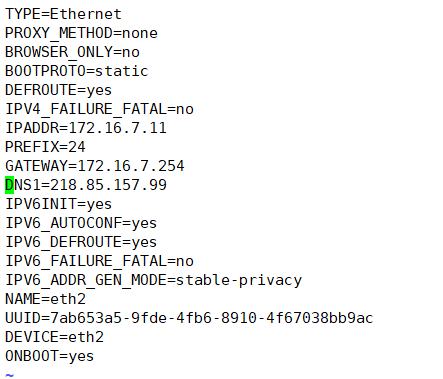 TYPE=Ethernet
PROXY_METHOD=none
BROWSER_ONLY=no
BOOTPROTO=static
DEFROUTE=yes
IPV4_FAILURE_FATAL=no
IPADDR=172.16.7.11
PREFIX=24
GATEWAY=172.16.7.254
DNS1=218.85.157.99
IPV6INIT=yes
IPV6_AUTOCONF=yes
IPV6_DEFROUTE=yes
IPV6_FAILURE_FATAL=no
IPV6_ADDR_GEN_MODE=stable-privacy
NAME=eth2
UUID=7ab653a5-9fde-4fb6-8910-4f67038bb9ac
DEVICE=eth2
ONBOOT=yes
~